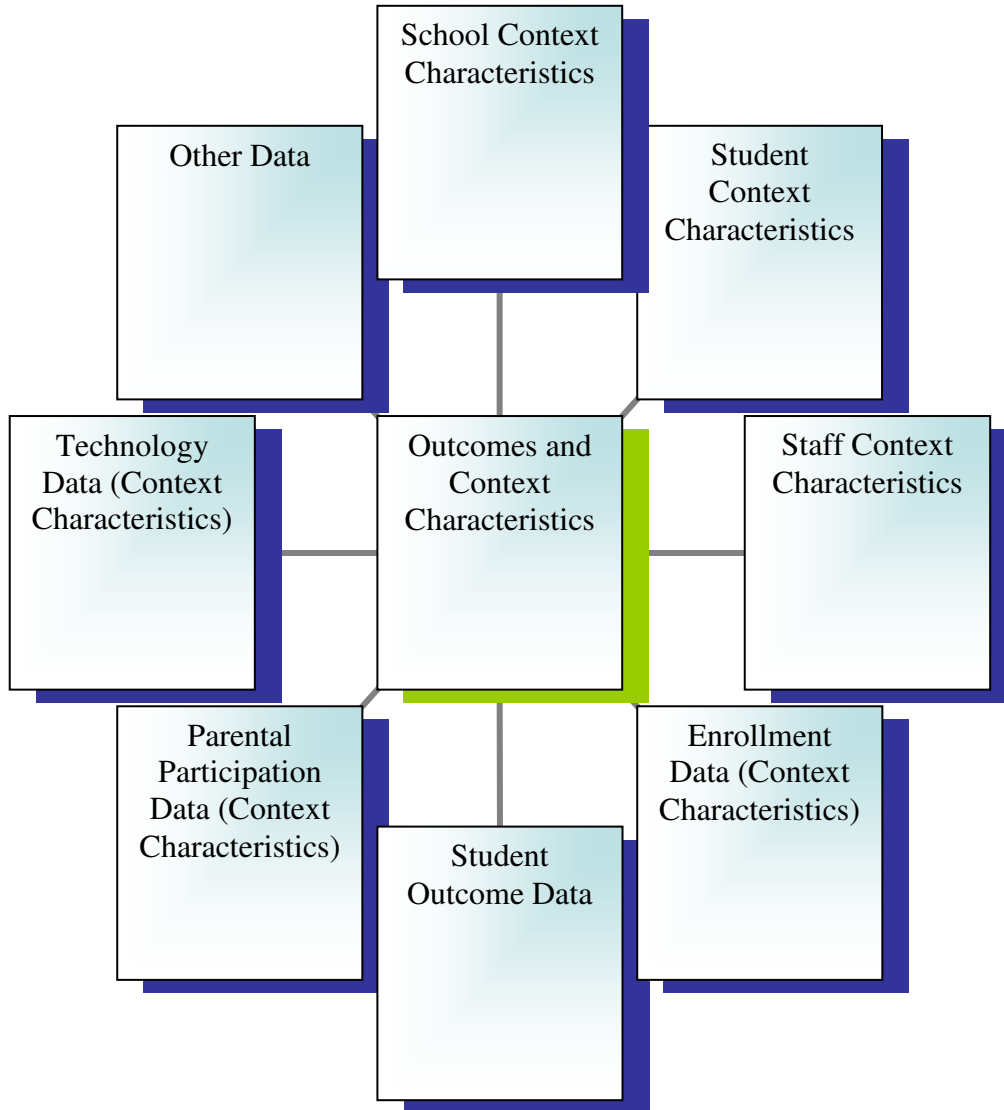 School Context
Characteristics
Other Data
Student
Context
Characteristics
Technology
Data (Context
Characteristics)
Outcomes and
Context
Characteristics
Staff Context
Characteristics
Parental
Participation
Data (Context
Characteristics)
Enrollment
Data (Context
Characteristics)
Student
Outcome Data